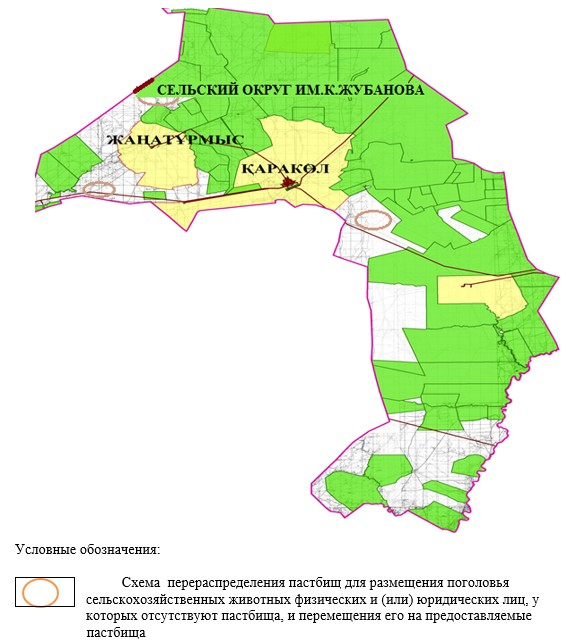 СЕЛЬСКИЙ ОКРУГ ИМ.К.ЖУБАНОВА
ЖАҢАТҰРМЫС
ҚАРАКӨЛ
Условные обозначения:
Схема перераспределения пастбищ для размещения поголовья
сельскохозяйственных животных физических и (или) юридических лиц, у
которых отсутствуют пастбища, и перемещения его на предоставляемые
пастбища